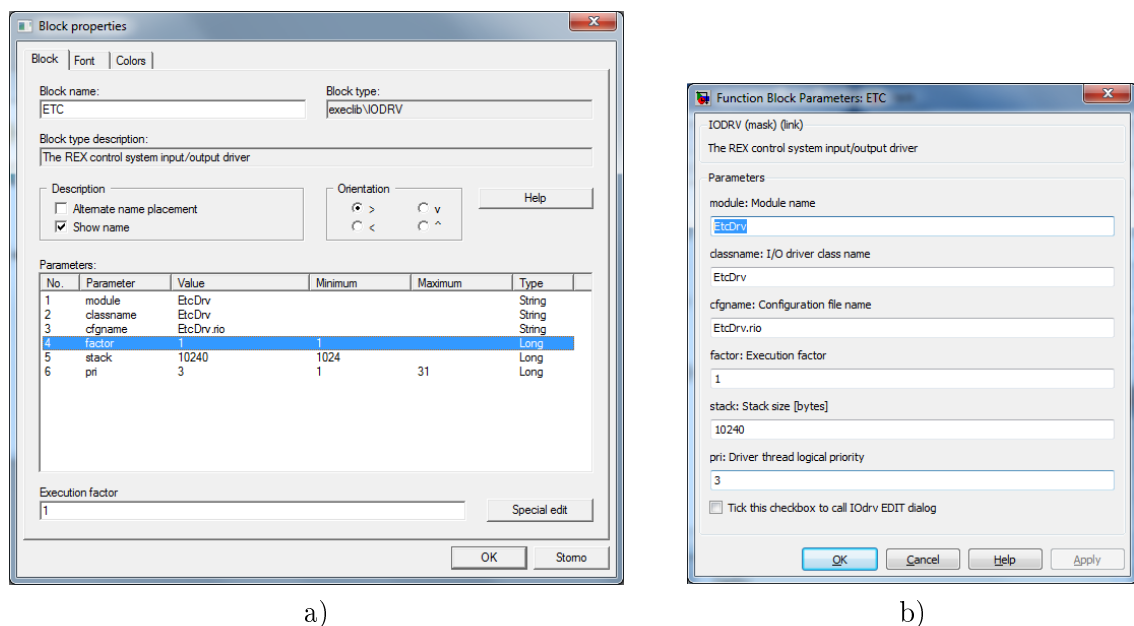 Block properties
Block Font Colors
Block name: Block type:
ETC execlib\IODRV
Block type description:
The REX control system input/output driver
Description Orientation
Alternate name placement > v Help
Show name < ^
Parameters:
No. Parameter Value Minimum Maximum Type
1 module EtcDrv String
2 classname EtcDrv String
3 cfgname EtcDrv.rio String
4 factor 1 1 Long
5 stack 10240 1024 Long
6 pri 3 1 31 Long
Execution factor
1 Special edit
OK Storno
a)
Function Block Parameters: ETC
IODRV (mask) (link)
The REX control system input/output driver
Parameters
module: Module name
EtcDrv
classname: I/O driver class name
EtcDrv
cfgname: Configuration file name
EtcDrv.rio
factor: Execution factor
1
stack: Stack size [bytes]
10240
pri: Driver thread logical priority
3
Tick this checkbox to call IOdrv EDIT dialog
OK Cancel Help Apply
b)